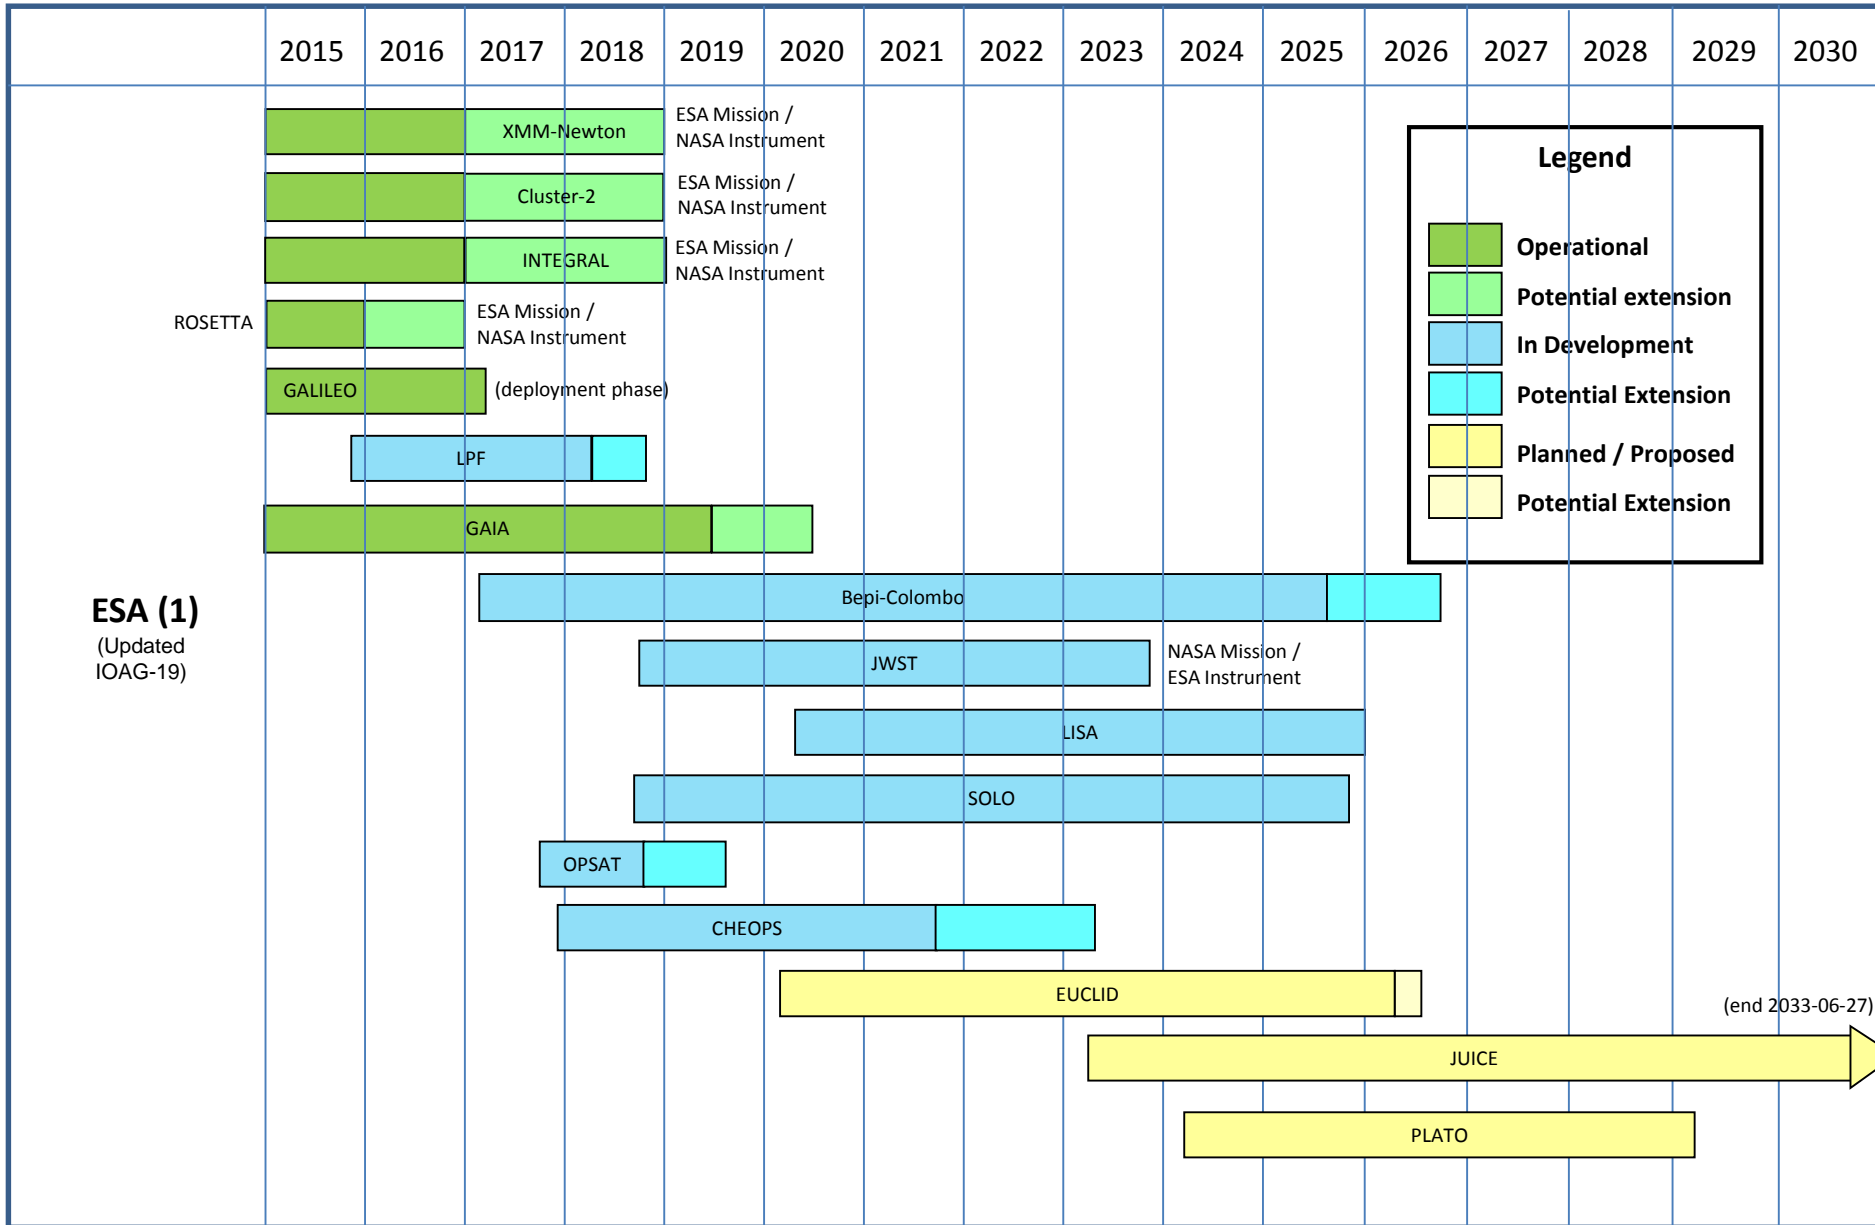 2015 2016 2017 2018 2019 2020 2021 2022 2023 2024 2025 2026 2027 2028 2029 2030
XMM-Newton
ESA Mission /
NASA Instrument
Cluster-2
ESA Mission /
NASA Instrument
INTEGRAL
ESA Mission /
NASA Instrument
ROSETTA
ESA Mission /
NASA Instrument
GALILEO
(deployment phase)
LPF
GAIA
Legend
Operational
Potential extension
In Development
Potential Extension
Planned / Proposed
Potential Extension
ESA (1)
(Updated
IOAG-19)
Bepi-Colombo
JWST
NASA Mission /
ESA Instrument
LISA
SOLO
OPSAT
CHEOPS
EUCLID
(end 2033-06-27)
JUICE
PLATO